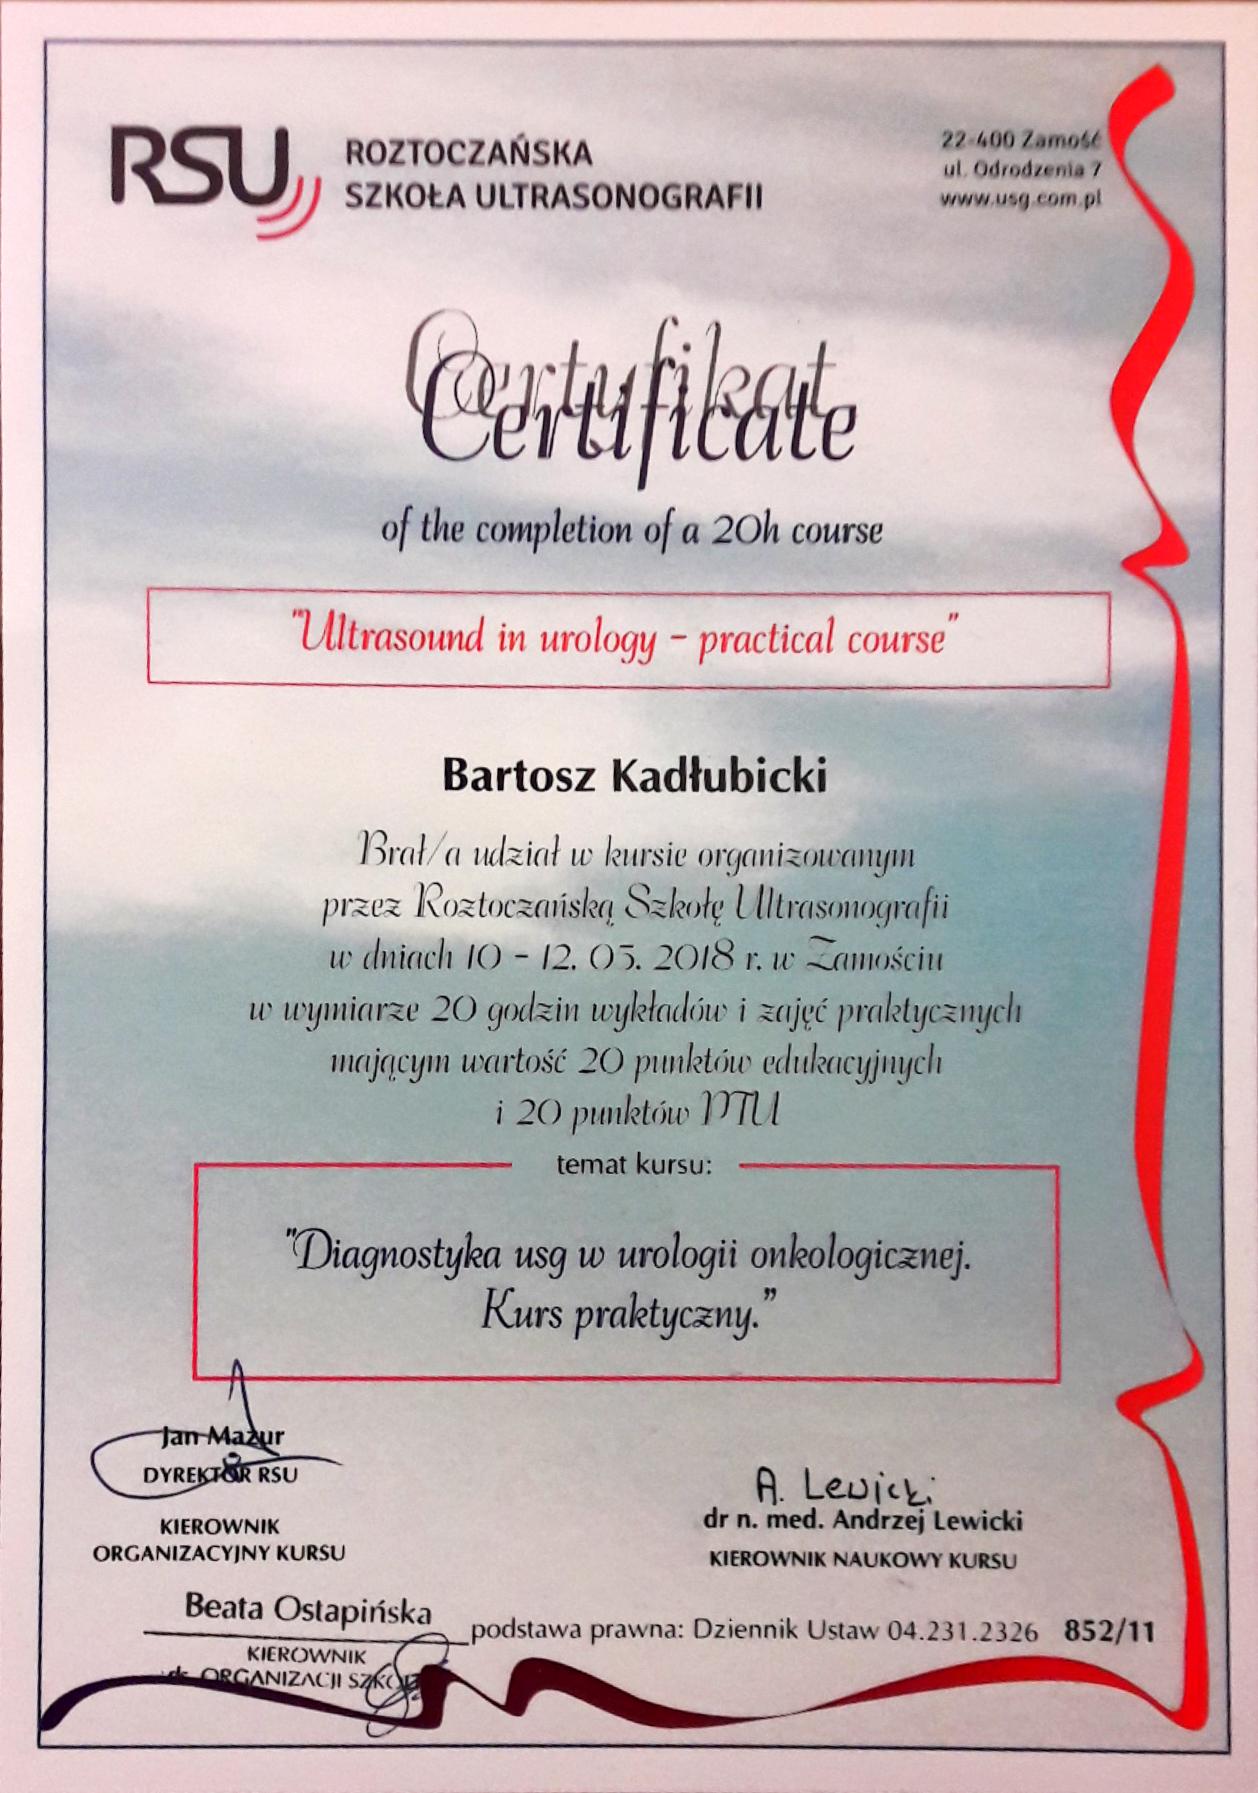 RSU
ROZTOCZAŃSKA
SZKOŁA ULTRASONOGRAFII
22-400 Zamość
ul. Odrodzenia 7
www.usg.com.pl
Certyfikat
Certificate
of the completion of a 20h course
"Ultrasound in urology - practical course"
Bartosz Kadłubicki
Brał/a udział w kursie organizowanym
przez Roztoczańską Szkołę Ultrasonografii
w dniach 10 - 12. 05. 2018 r. w Zamościu
w wymiarze 20 godzin wykładów i zajęć praktycznych
mającym wartość 20 punktów edukacyjnych
i 20 punktów PTU
temat kursu:
"Diagnostyka usg w urologii onkologicznej.
Kurs praktyczny."
Jan Mazur
DYREKTOR RSU
KIEROWNIK
ORGANIZACYJNY KURSU
A. Lewicki
dr n. med. Andrzej Lewicki
KIEROWNIK NAUKOWY KURSU
Beata Ostapińska
KIEROWNIK
ds. ORGANIZACJI SZKOLEŃ
podstawa prawna: Dziennik Ustaw 04.231.2326 852/11